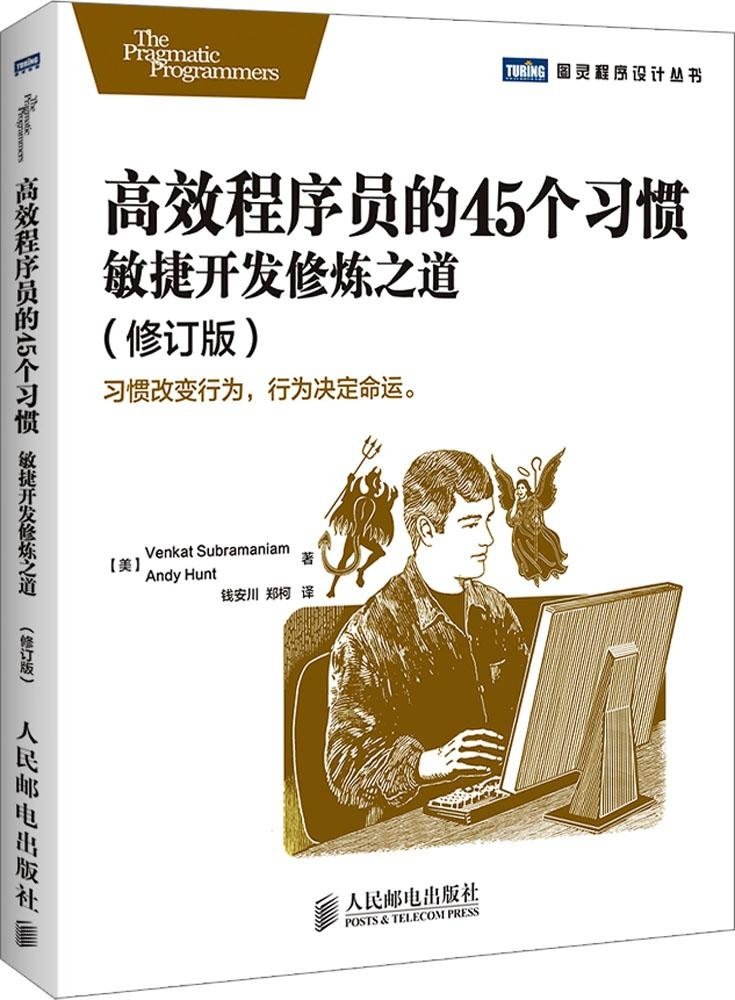 The
Pragmatic
Programmers
TURING 图灵程序设计丛书
高效程序员的45个习惯
敏捷开发修炼之道
（修订版）
习惯改变行为，行为决定命运。
【美】Venkat Subramaniam
Andy Hunt
著
钱安川 郑柯 译
人民邮电出版社
POSTS & TELECOM PRESS
TURING
The
Pragmatic
Programmers
高效程序员的45个习惯
敏捷开发修炼之道
（修订版）
人民邮电出版社